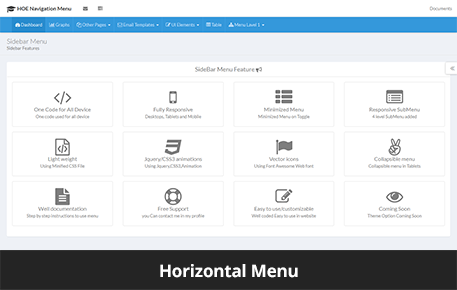 HOE Navigation Menu
Documents
Dashboard Graphs Other Pages Email Templates UI Elements Table Menu Level 1
Sidebar Menu
Sidebar Features
SideBar Menu Feature
One Code for All Device
One code used for all device
Fully Responsive
Desktops, Tablets and Mobile
Minimized Menu
Minimized Menu on Toggle
Responsive SubMenu
4 level SubMenu added
Light weight
Using Minified CSS File
Jquery/CSS3 animations
Using Jquery,CSS3 Animation
Vector Icons
Using Font Awesome Web font
Collapsible menu
Collapsible menu in Tablets
Well documentation
Step by step instructions to use menu
Free Support
you Can contact me in my profile
Easy to use/customizable
Well coded Easy to use in website
Coming Soon
Theme Option Coming Soon
Horizontal Menu